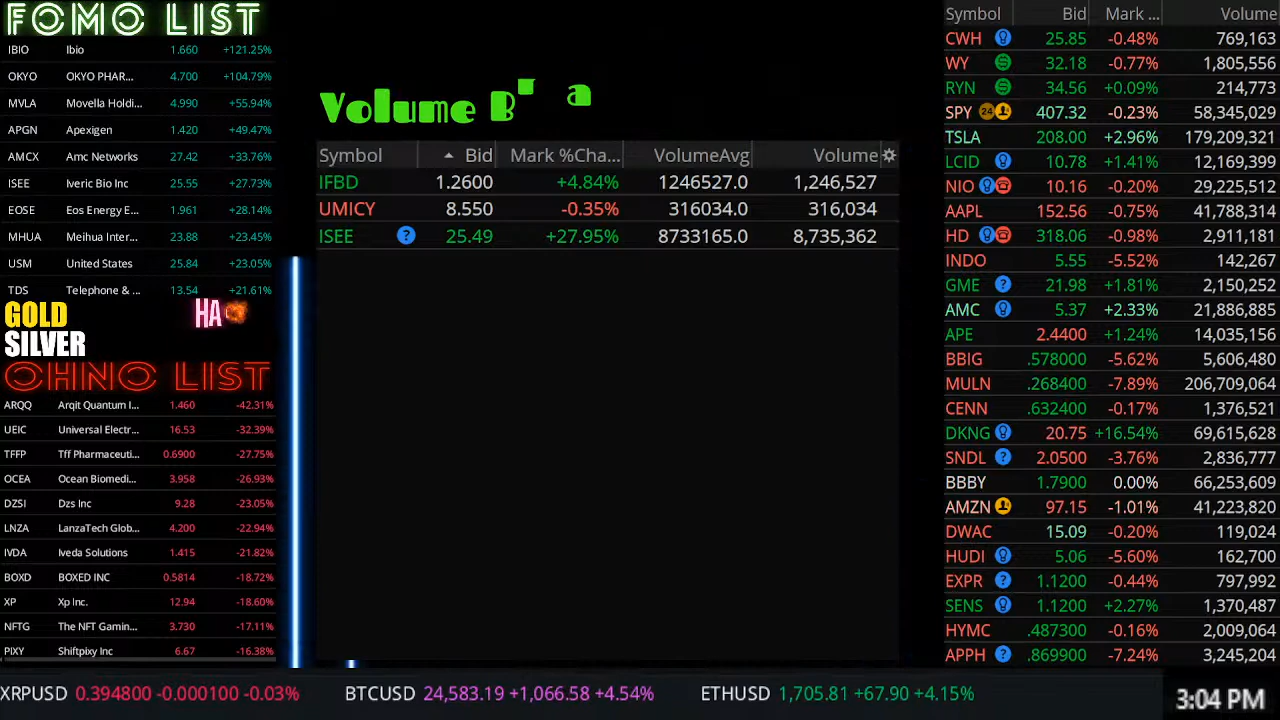 FOMO LIST
IBIO Ibio 1.660 +121.25%
OKYO OKYO PHAR... 4.700 +104.79%
MVLA Movella Holdi... 4.990 +55.94%
APGN Apexigen 1.420 +49.47%
AMCX Amc Networks 27.42 +33.76%
ISEE Iveric Bio Inc 25.55 +27.73%
EOSE Eos Energy E... 1.961 +28.14%
MHUA Meihua Inter... 23.88 +23.45%
USM United States 25.84 +23.05%
TDS Telephone & ... 13.54 +21.61%
GOLD HA
SILVER
OHNO LIST
ARQQ Arqit Quantum I... 1.460 -42.31%
UEIC Universal Electr... 16.53 -32.39%
TFFP Tff Pharmaceuti... 0.6900 -27.75%
OCEA Ocean Biomedi... 3.958 -26.93%
DZSI Dzs Inc 9.28 -23.05%
LNZA LanzaTech Glob... 4.200 -22.94%
IVDA Iveda Solutions 1.415 -21.82%
BOXD BOXED INC 0.5814 -18.72%
XP Xp Inc. 12.94 -18.60%
NFTG The NFT Gamin... 3.730 -17.11%
PIXY Shiftpixy Inc 6.67 -16.38%
Volume B a
Symbol Bid Mark %Cha... VolumeAvg Volume
IFBD 1.2600 +4.84% 1246527.0 1,246,527
UMICY 8.550 -0.35% 316034.0 316,034
ISEE ? 25.49 +27.95% 8733165.0 8,735,362
Symbol Bid Mark ... Volume
CWH 25.85 -0.48% 769,163
WY 32.18 -0.77% 1,805,556
RYN 34.56 +0.09% 214,773
SPY 24 407.32 -0.23% 58,345,029
TSLA 208.00 +2.96% 179,209,321
LCID 10.78 +1.41% 12,169,399
NIO 10.16 -0.20% 29,225,512
AAPL 152.56 -0.75% 41,788,314
HD 318.06 -0.98% 2,911,181
INDO 5.55 -5.52% 142,267
GME ? 21.98 +1.81% 2,150,252
AMC 5.37 +2.33% 21,886,885
APE 2.4400 +1.24% 14,035,156
BBIG .578000 -5.62% 5,606,480
MULN .268400 -7.89% 206,709,064
CENN .632400 -0.17% 1,376,521
DKNG 20.75 +16.54% 69,615,628
SNDL ? 2.0500 -3.76% 2,836,777
BBBY 1.7900 0.00% 66,253,609
AMZN 97.15 -1.01% 41,223,820
DWAC 15.09 -0.20% 119,024
HUDI 5.06 -5.60% 162,700
EXPR ? 1.1200 -0.44% 797,992
SENS 1.1200 +2.27% 1,370,487
HYMC .487300 -0.16% 2,009,064
APPH ? .869900 -7.24% 3,245,204
XRPUSD 0.394800 -0.000100 -0.03% BTCUSD 24,583.19 +1,066.58 +4.54% ETHUSD 1,705.81 +67.90 +4.15% 3:04 PM